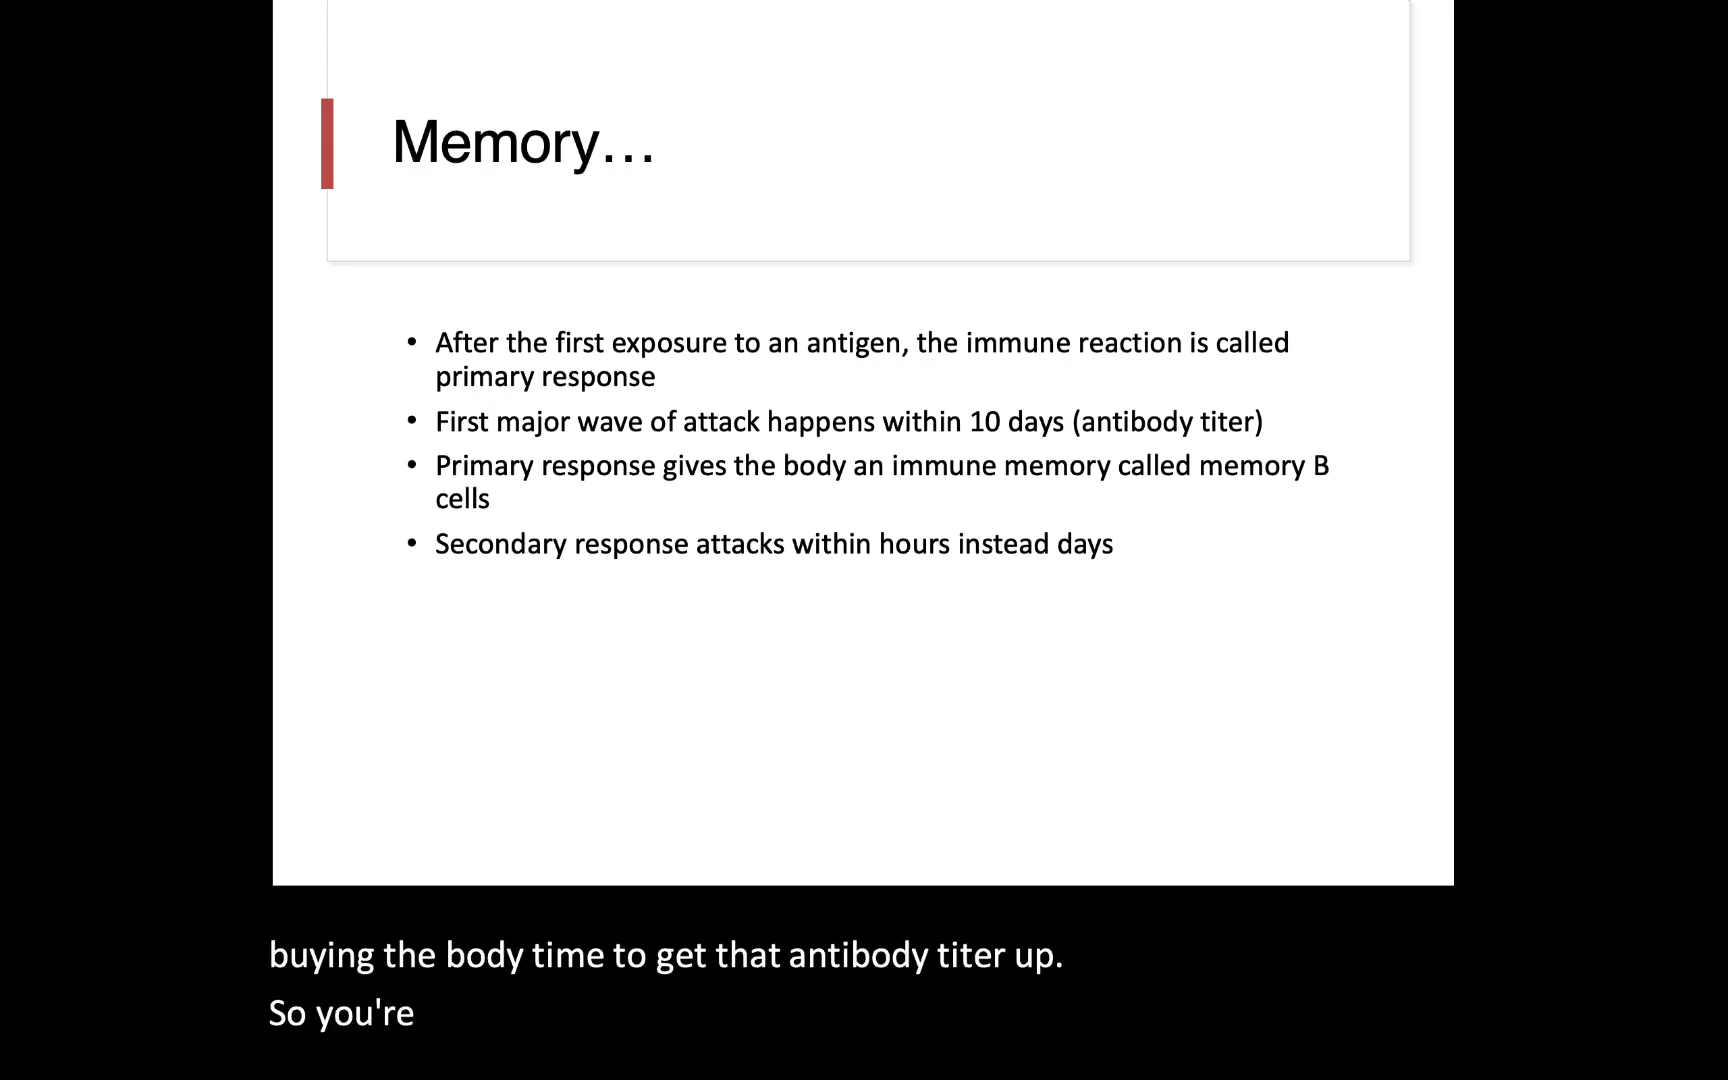 Memory…
• After the first exposure to an antigen, the immune reaction is called
primary response
• First major wave of attack happens within 10 days (antibody titer)
• Primary response gives the body an immune memory called memory B
cells
• Secondary response attacks within hours instead days
buying the body time to get that antibody titer up.
So you're